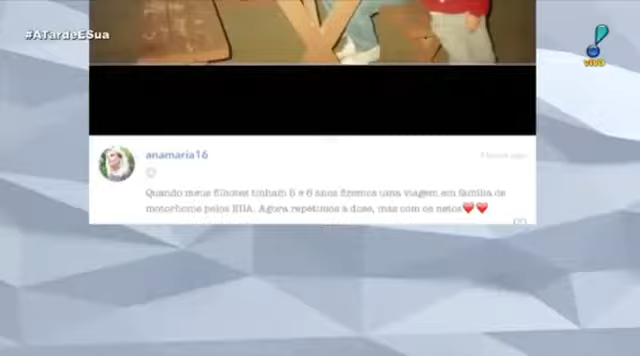 #ATardeÉSua
VIVO
anamaria16
Quando meus filhotes tinham 5 e 6 anos fizemos uma viagem em família de
motorhome pelos EUA. Agora repetimos a dose, mas com os netos❤️❤️